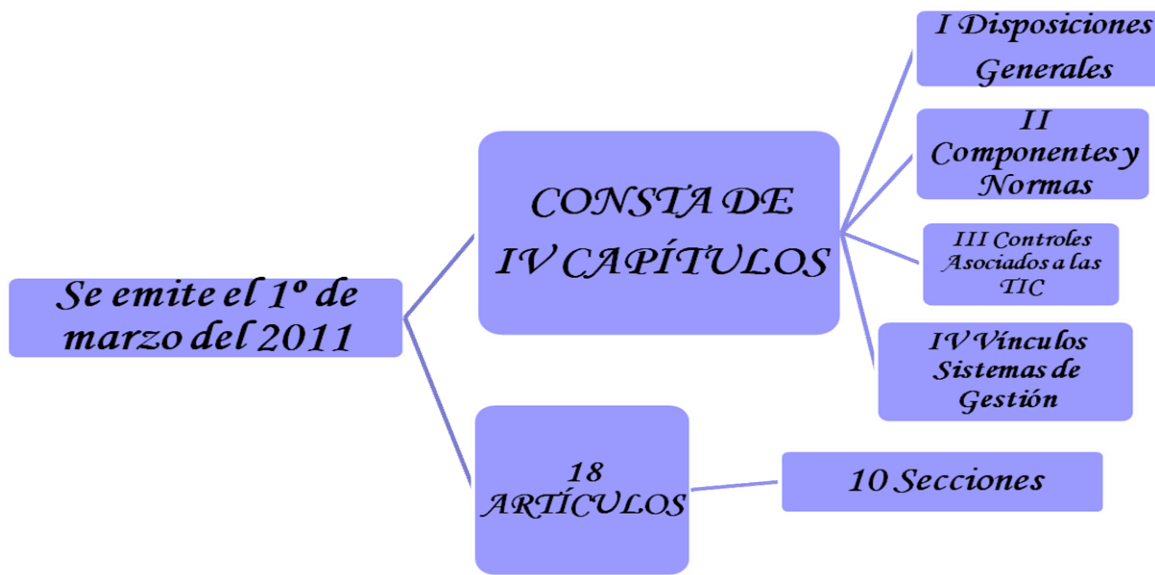 Se emite el 1º de
marzo del 2011
CONSTA DE
IV CAPÍTULOS
I Disposiciones
Generales
II
Componentes y
Normas
III Controles
Asociados a las
TIC
IV Vínculos
Sistemas de
Gestión
18
ARTÍCULOS
10 Secciones